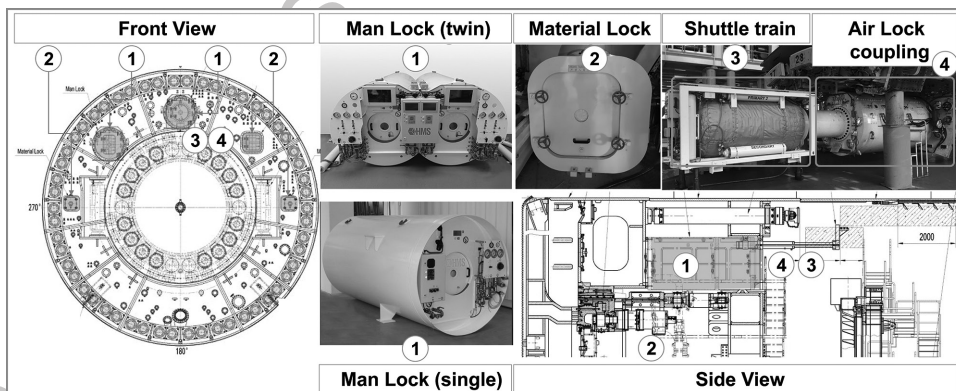 Front View
Man Lock (twin)
Material Lock
Shuttle train
Air Lock
coupling
2
1
1
2
1
2
3
4
Man Lock
Material Lock
3
4
HMS
270°
180°
2000
1
4
3
2
1
Man Lock (single)
Side View